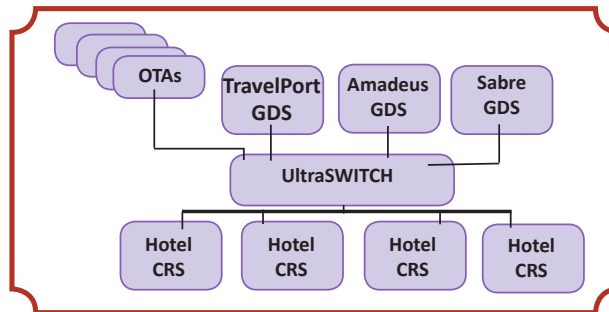 OTAs
TravelPort
GDS
Amadeus
GDS
Sabre
GDS
UltraSWITCH
Hotel
CRS
Hotel
CRS
Hotel
CRS
Hotel
CRS